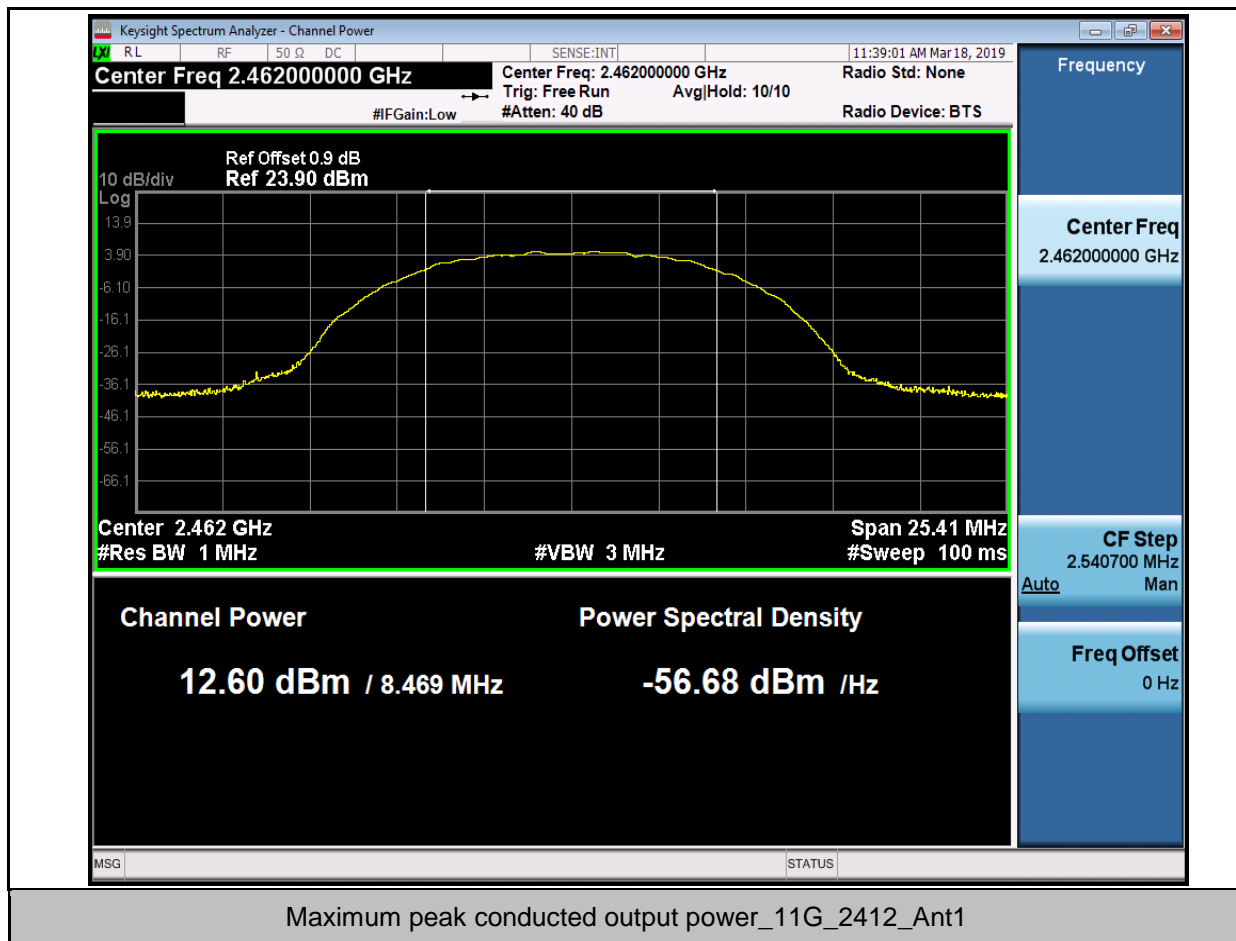 Keysight Spectrum Analyzer - Channel Power
LXI RL RF 50 Ω DC SENSE:INT 11:39:01 AM Mar 18, 2019
Center Freq 2.462000000 GHz
Center Freq: 2.462000000 GHz
Radio Std: None
Trig: Free Run Avg|Hold: 10/10
#IFGain:Low
#Atten: 40 dB
Radio Device: BTS
Ref Offset 0.9 dB
10 dB/div Ref 23.90 dBm
Log
13.9
3.90
-6.10
-16.1
-26.1
-36.1
-46.1
-56.1
-66.1
Center 2.462 GHz Span 25.41 MHz
#Res BW 1 MHz #VBW 3 MHz #Sweep 100 ms
Channel Power Power Spectral Density
12.60 dBm / 8.469 MHz -56.68 dBm /Hz
Frequency
Center Freq
2.462000000 GHz
CF Step
2.540700 MHz
Auto Man
Freq Offset
0 Hz
MSG STATUS
Maximum peak conducted output power_11G_2412_Ant1